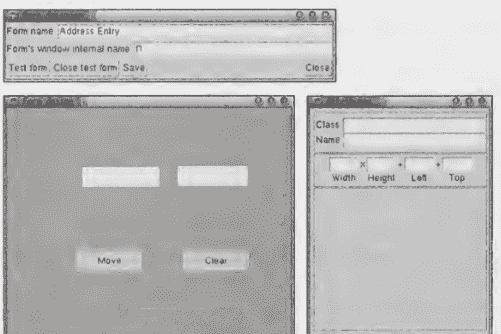 Form name Address Entry
Form's window internal name
Test form Close test form Save Close
Class
Name
x + +
Width Height Left Top
Move Clear